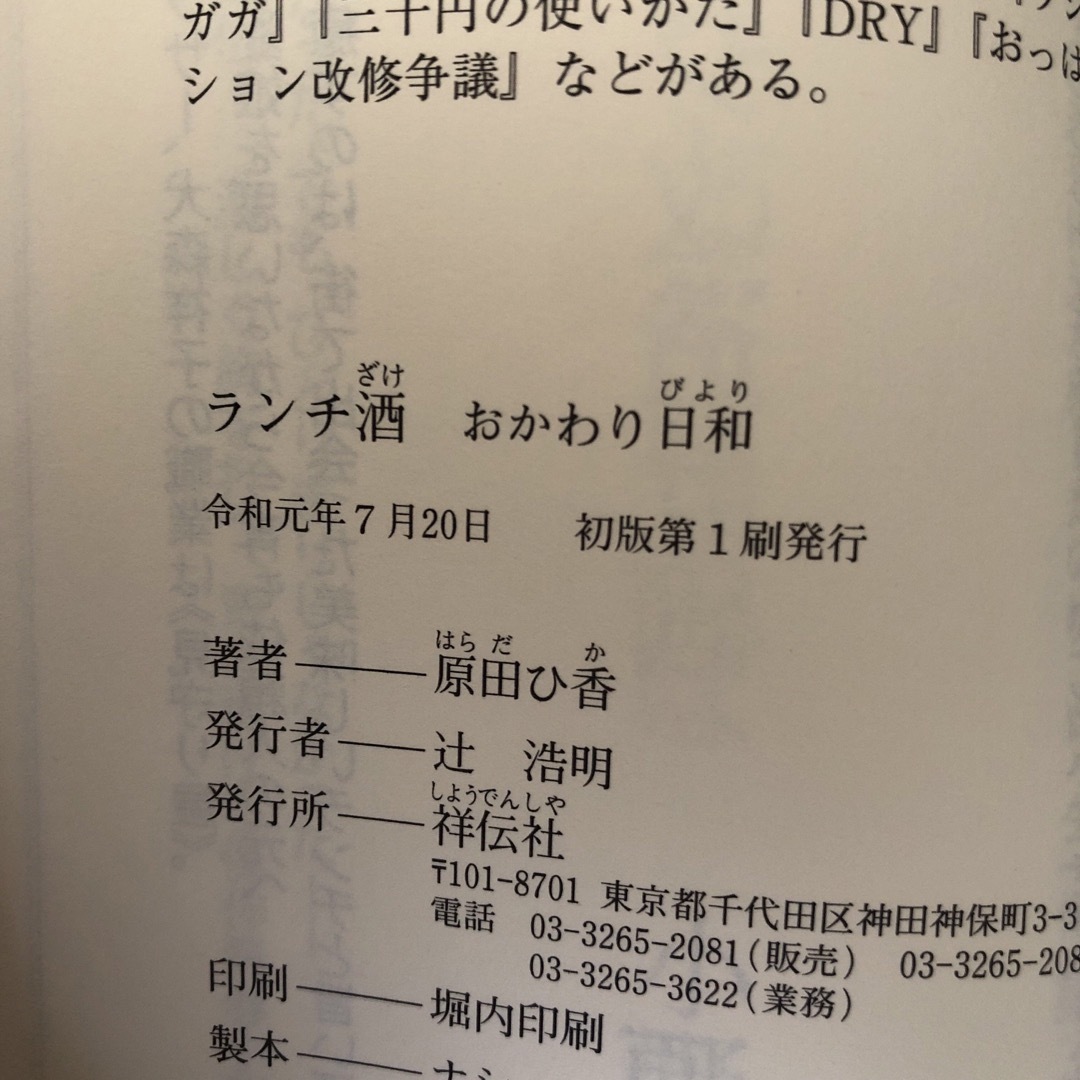 ガガ』『三千円の使いかた』『DRY』『おっぱ
ション改修争議』などがある。
ランチ酒 おかわり日和
ざけ びより
令和元年7月20日 初版第1刷発行
著者――原田ひ香
はらだ か
発行者――辻 浩明
発行所――祥伝社
しようでんしや
〒101-8701 東京都千代田区神田神保町3-3
電話 03-3265-2081(販売) 03-3265-208
03-3265-3622(業務)
印刷――堀内印刷
製本――ナシ